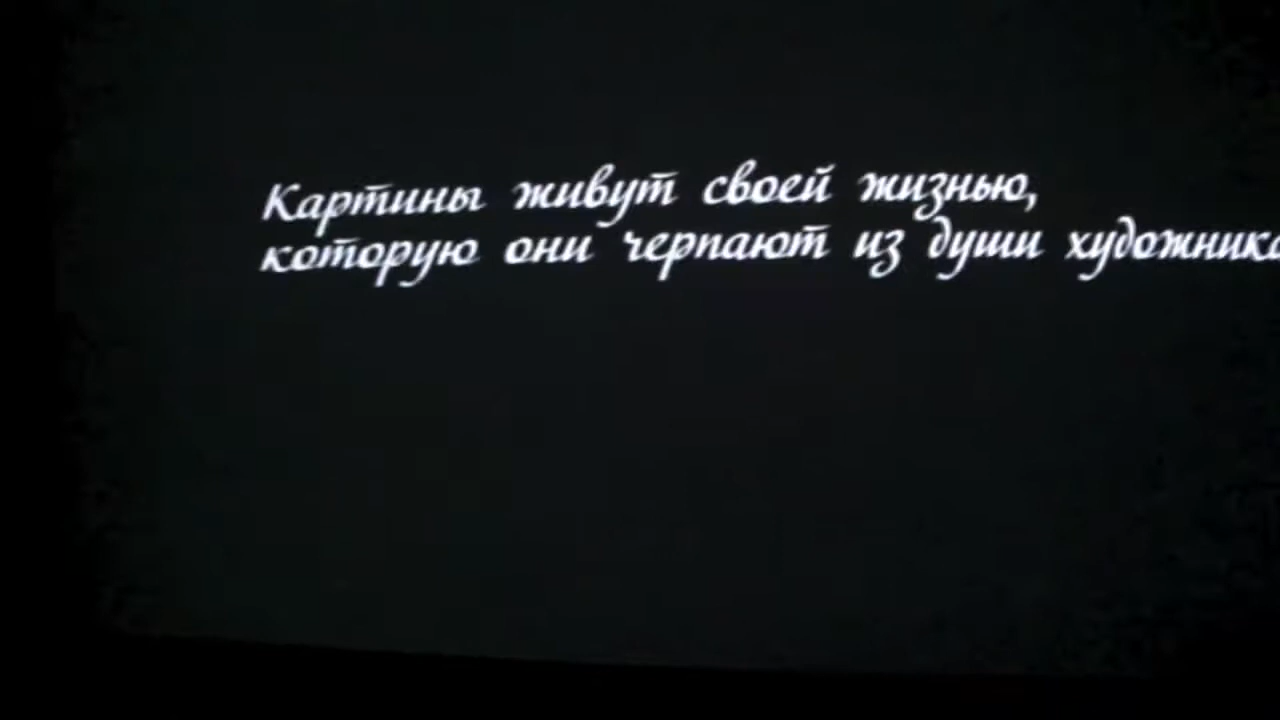 Картины живут своей жизнью,
которую они черпают из души художника